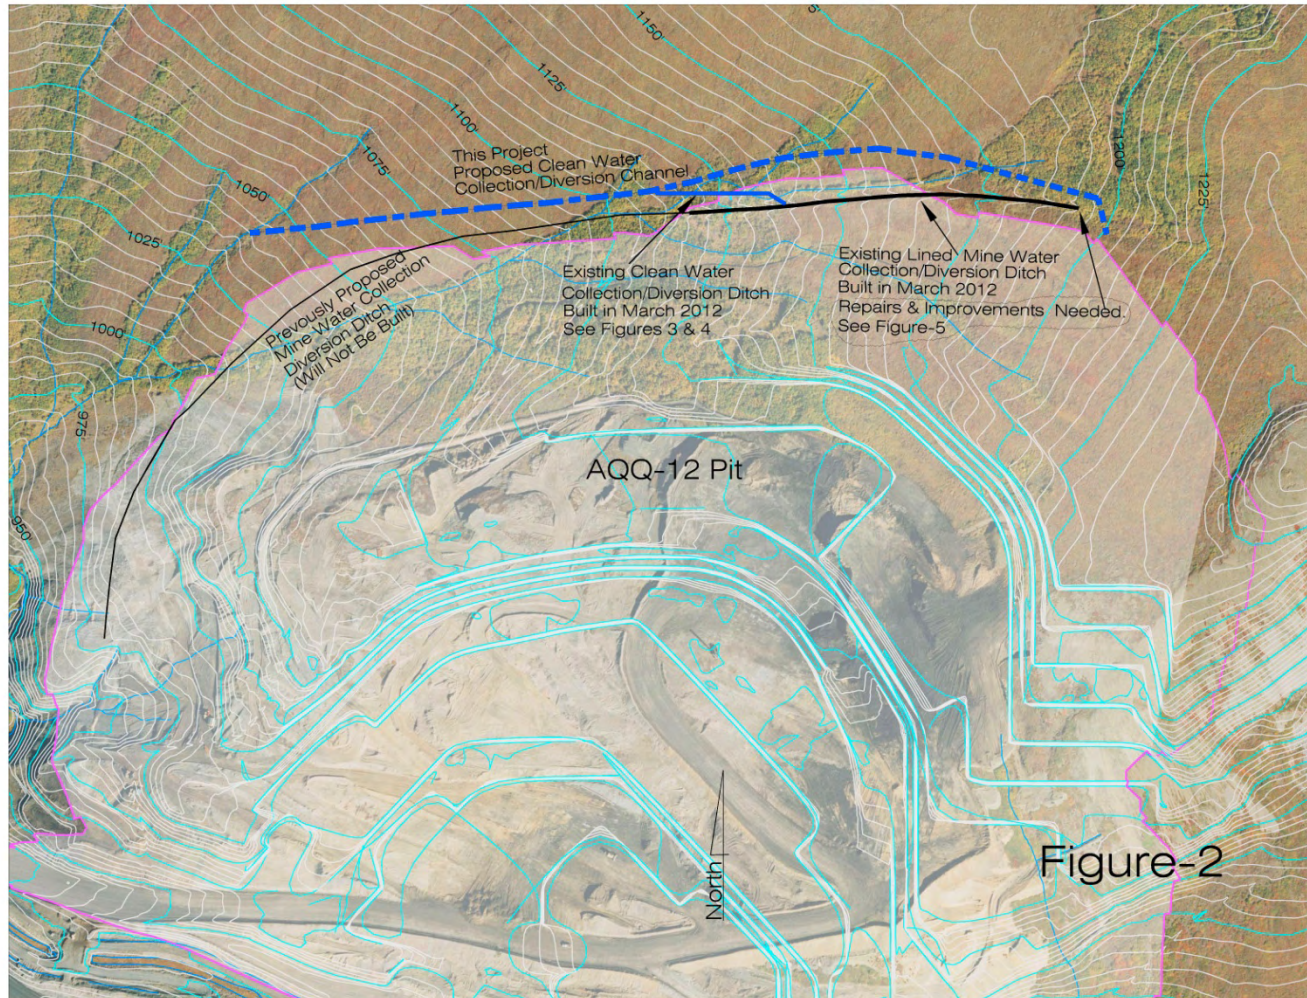 5'
1150'
1125'
1100'
1075'
1050'
1025'
1000'
975'
950'
1200'
1225'
This Project
Proposed Clean Water
Collection/Diversion Channel
Prevously Proposed
Mine Water Collection
Diversion Ditch
(Will Not Be Built)
Existing Clean Water
Collection/Diversion Ditch
Built in March 2012
See Figures 3 & 4
Existing Lined Mine Water
Collection/Diversion Ditch
Built in March 2012
Repairs & Improvements Needed.
See Figure-5
AQQ-12 Pit
North
Figure-2